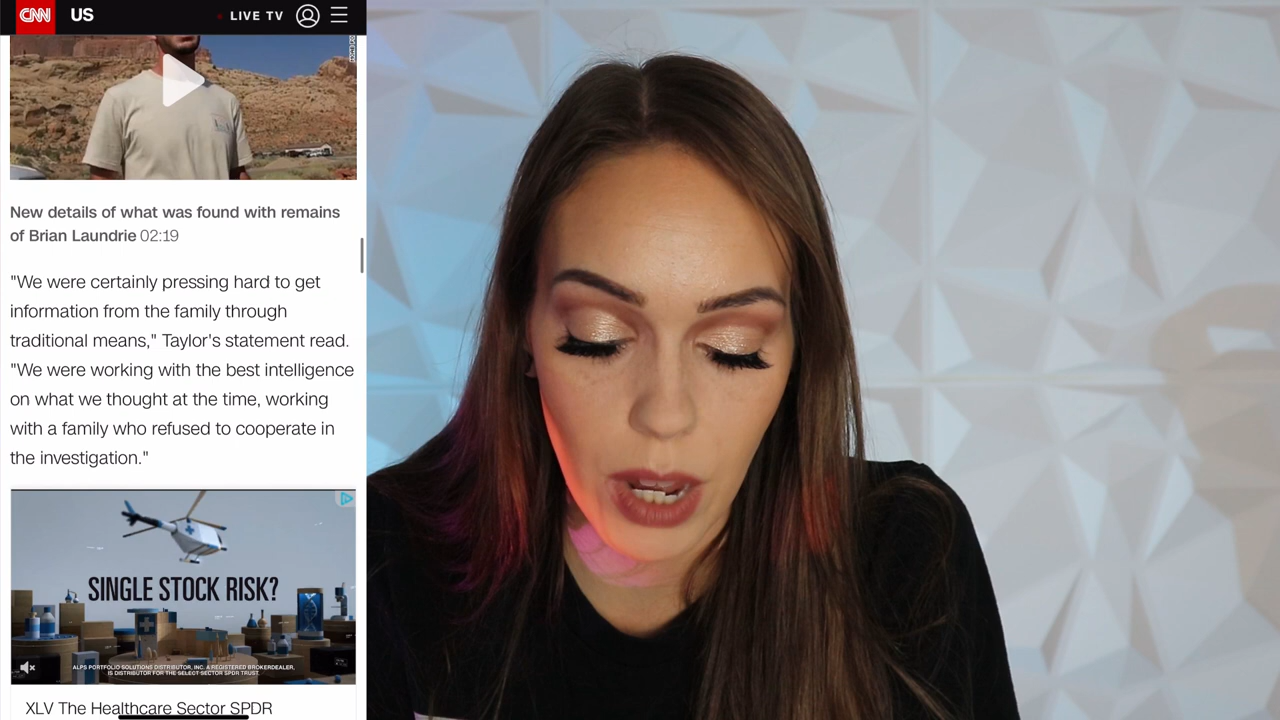 CNN US LIVE TV
New details of what was found with remains
of Brian Laundrie 02:19
"We were certainly pressing hard to get
information from the family through
traditional means," Taylor's statement read.
"We were working with the best intelligence
on what we thought at the time, working
with a family who refused to cooperate in
the investigation."
SINGLE STOCK RISK?
ALPS PORTFOLIO SOLUTIONS DISTRIBUTOR, INC. A REGISTERED BROKERDEALER,
IS DISTRIBUTOR FOR THE SELECT SECTOR SPDR TRUST.
XLV The Healthcare Sector SPDR